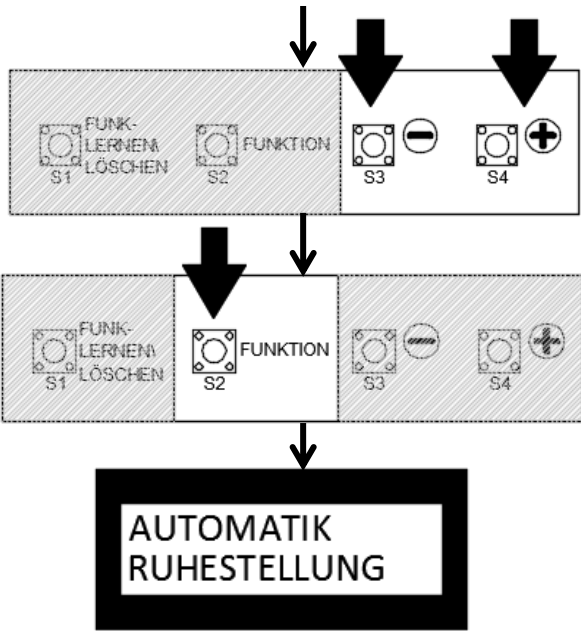 FUNK-
LERNEN\
LÖSCHEN
S1
FUNKTION
S2
S3
S4
FUNK-
LERNEN\
LÖSCHEN
S1
FUNKTION
S2
S3
S4
AUTOMATIK
RUHESTELLUNG